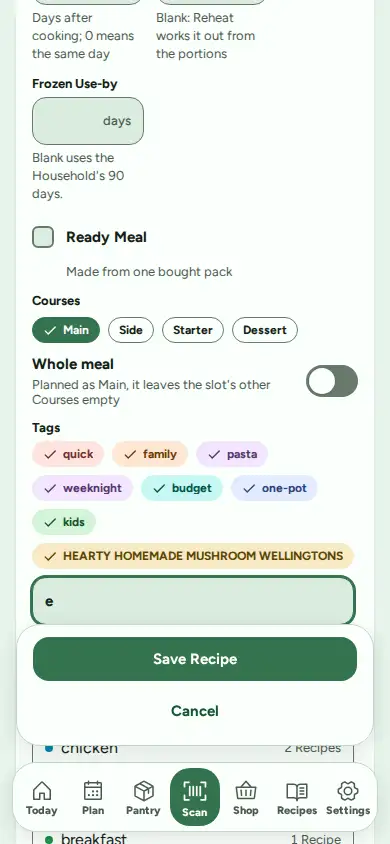 Days after
cooking; 0 means
the same day
Blank: Reheat
works it out from
the portions
Frozen Use-by
days
Blank uses the
Household's 90
days.
Ready Meal
Made from one bought pack
Courses
Main
Side
Starter
Dessert
Whole meal
Planned as Main, it leaves the slot's other
Courses empty
Tags
quick
family
pasta
weeknight
budget
one-pot
kids
HEARTY HOMEMADE MUSHROOM WELLINGTONS
e
Save Recipe
Cancel
chicken
2 Recipes
Today
Plan
Pantry
Scan
Shop
Recipes
Settings
breakfast
1 Recipe